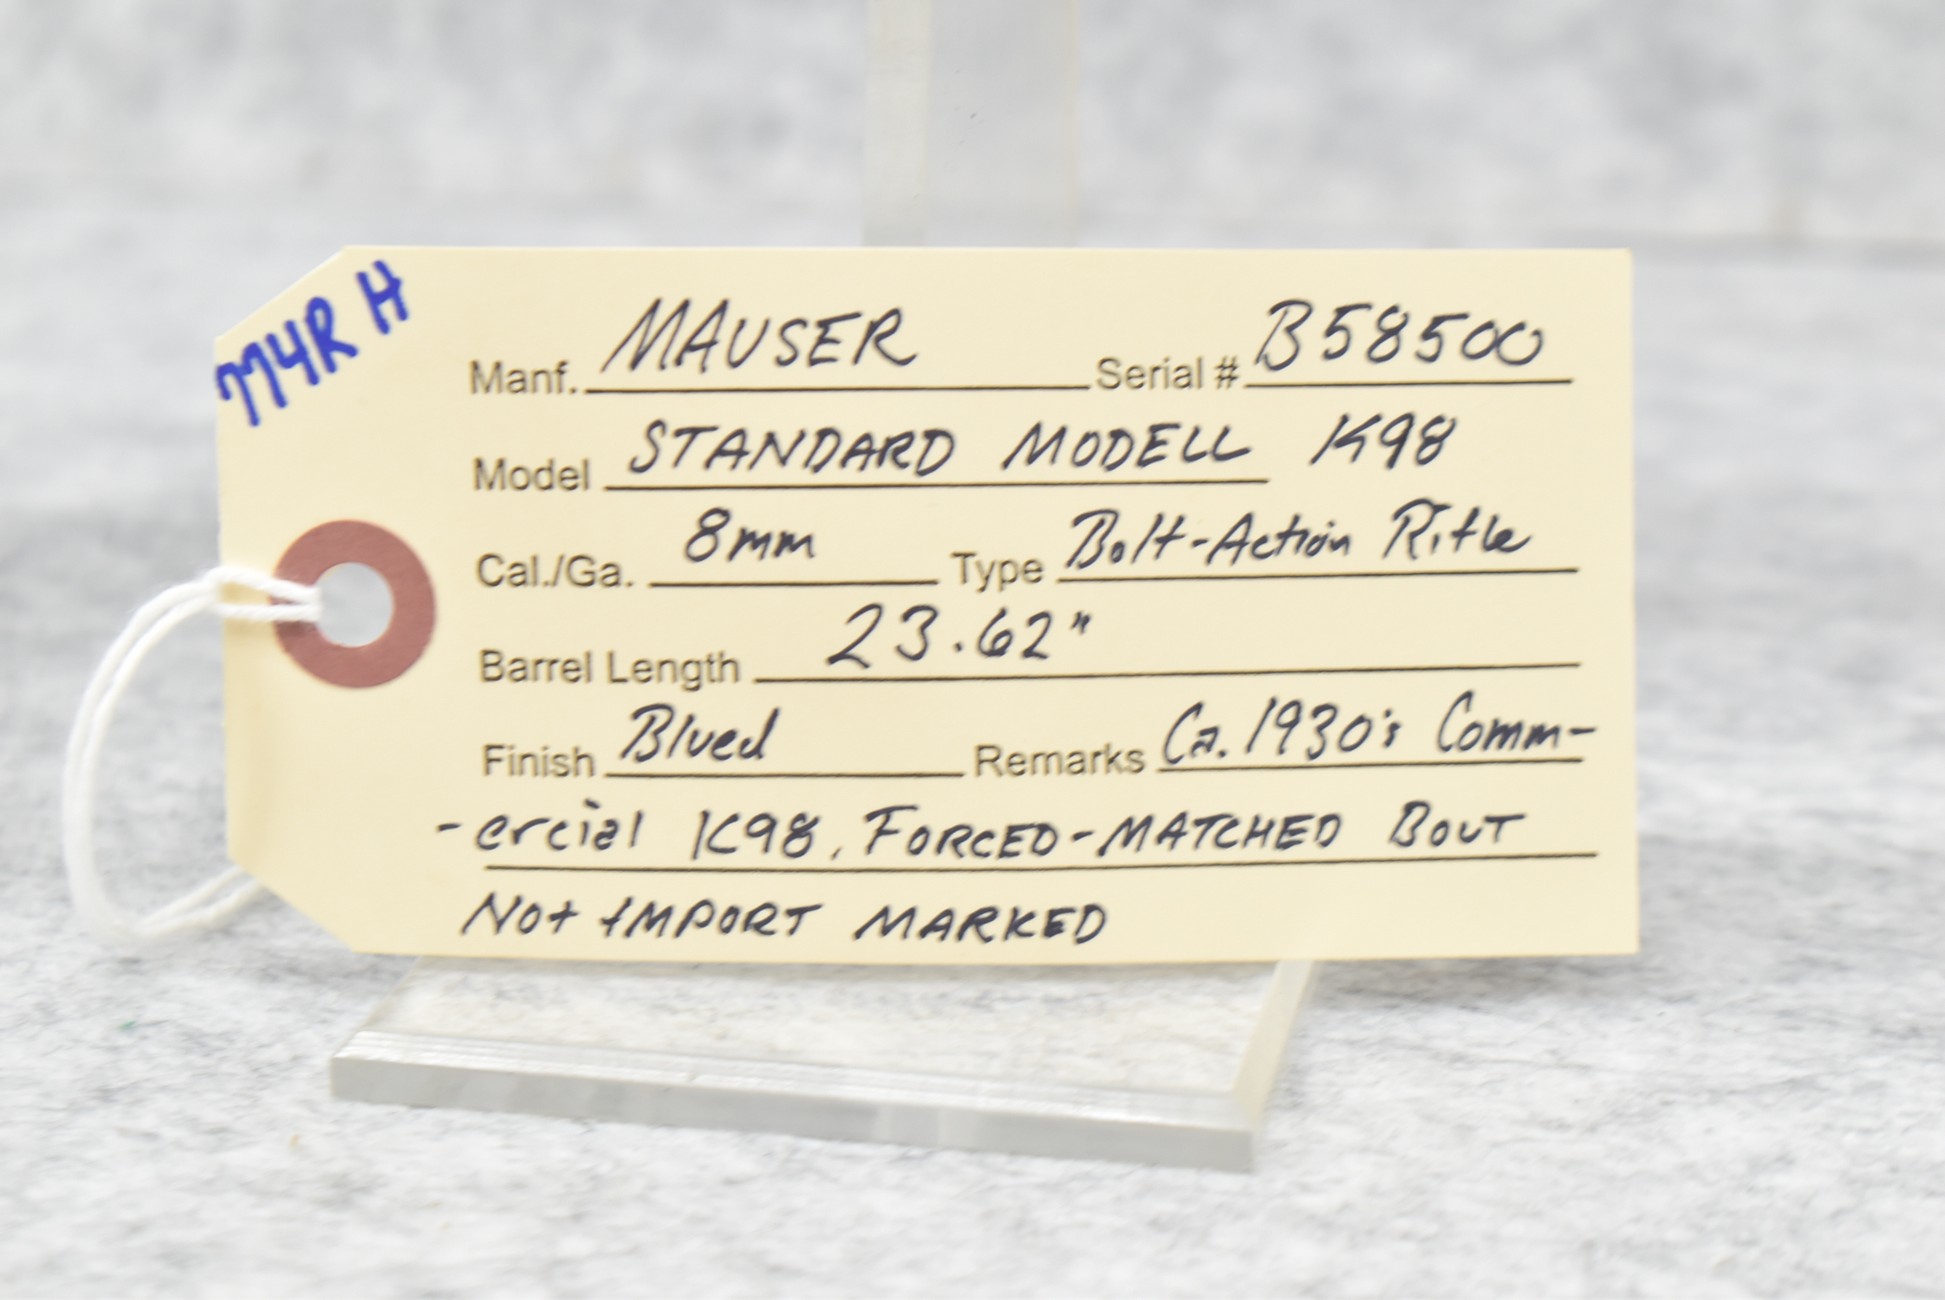 774R H
Manf. MAUSER Serial # B58500
Model STANDARD MODELL K98
Cal./Ga. 8mm Type Bolt-Action Rifle
Barrel Length 23.62"
Finish Blued Remarks Ca. 1930's Comm-
-ercial K98, FORCED-MATCHED BOLT
NOT IMPORT MARKED